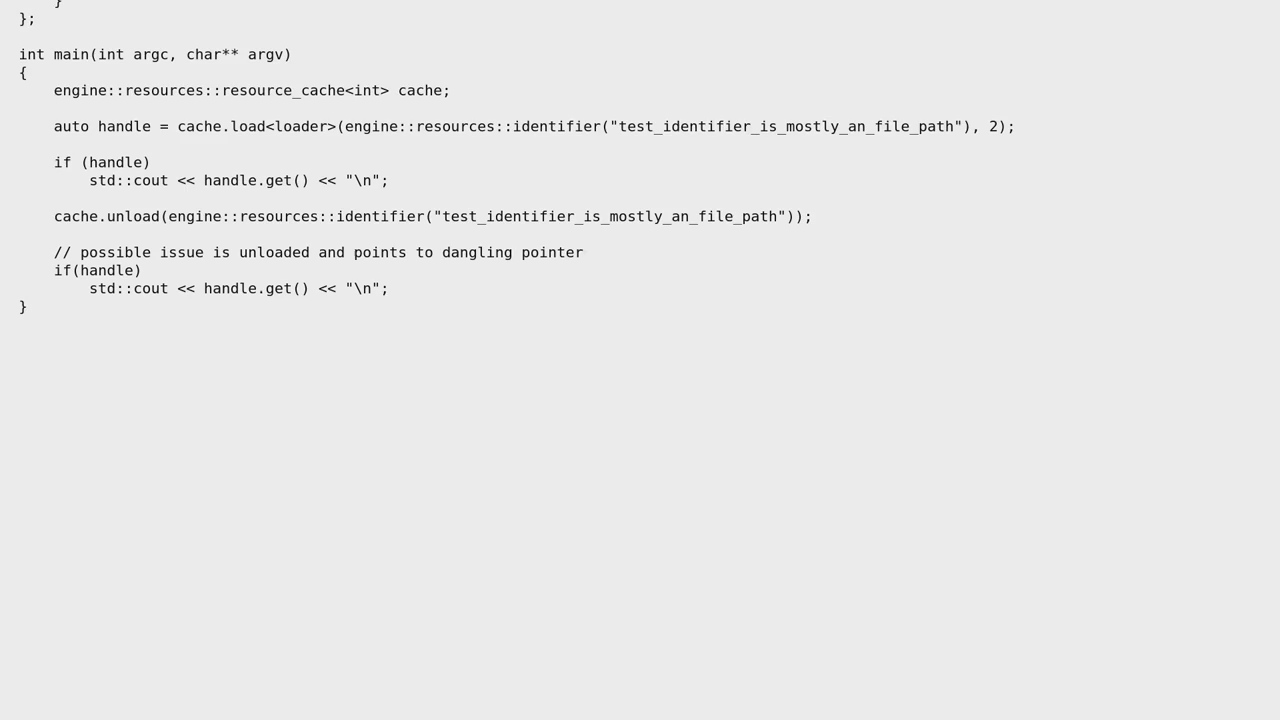 }
};
int main(int argc, char** argv)
{
    engine::resources::resource_cache<int> cache;
    auto handle = cache.load<loader>(engine::resources::identifier("test_identifier_is_mostly_an_file_path"), 2);
    if (handle)
        std::cout << handle.get() << "\n";
    cache.unload(engine::resources::identifier("test_identifier_is_mostly_an_file_path"));
    // possible issue is unloaded and points to dangling pointer
    if(handle)
        std::cout << handle.get() << "\n";
}